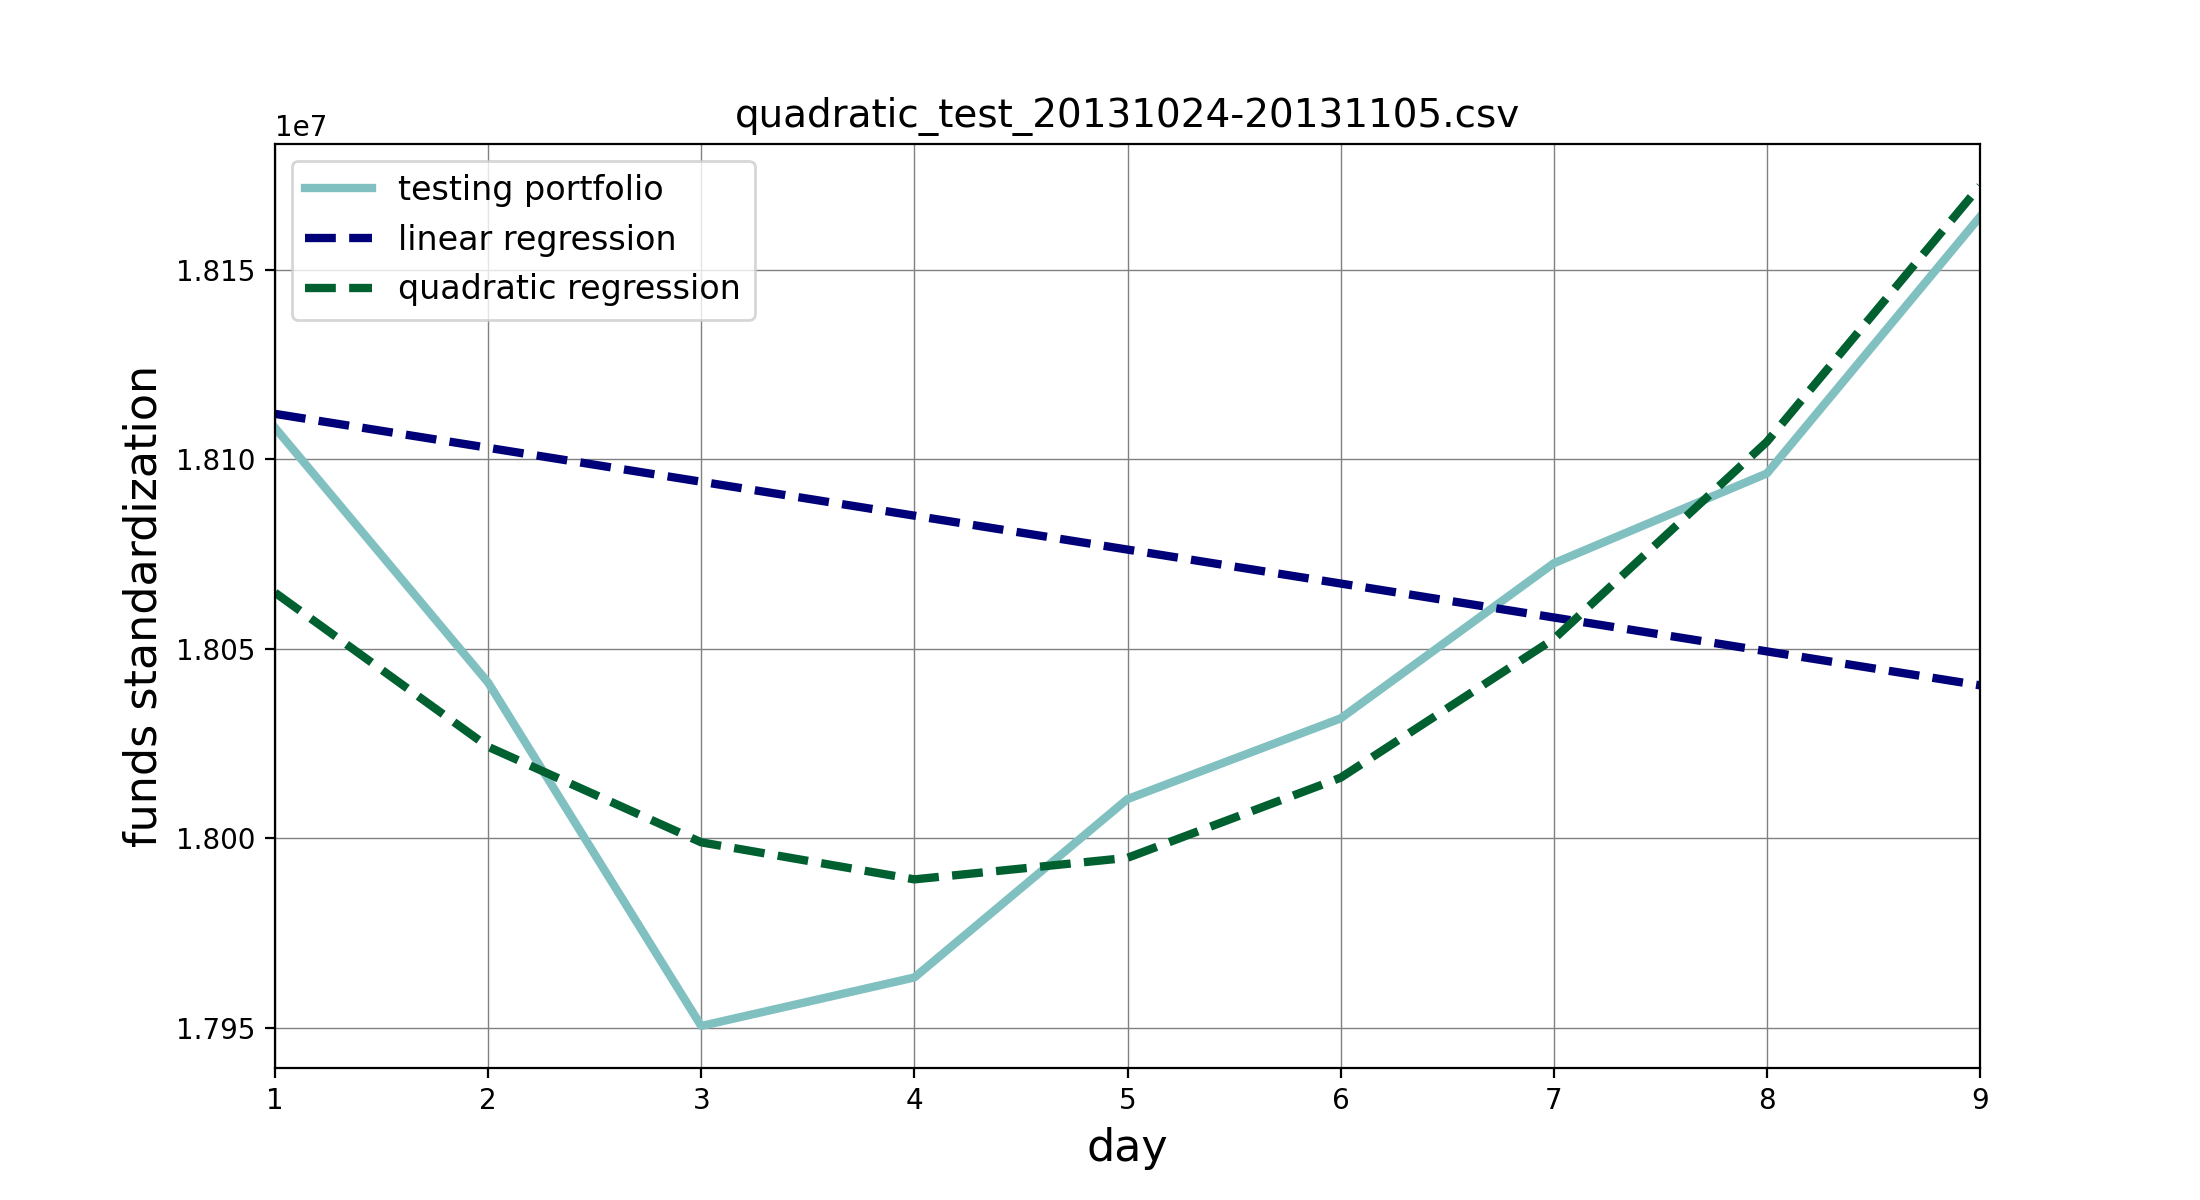 quadratic_test_20131024-20131105.csv
1e7
testing portfolio
linear regression
quadratic regression
1.815
1.810
1.805
1.800
1.795
funds standardization
1 2 3 4 5 6 7 8 9
day